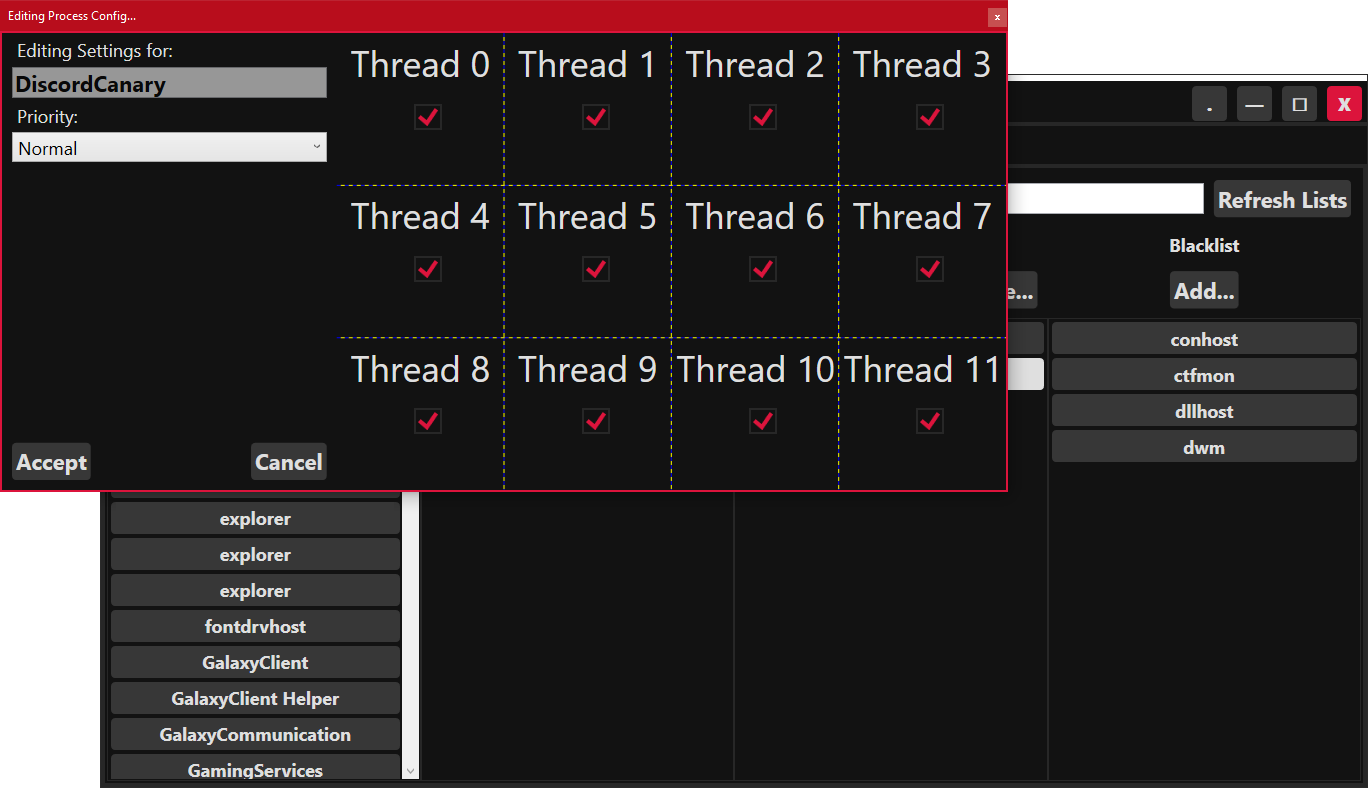 Editing Process Config...
x
Editing Settings for:
DiscordCanary
Priority:
Normal
Accept
Cancel
Thread 0
Thread 1
Thread 2
Thread 3
Thread 4
Thread 5
Thread 6
Thread 7
Thread 8
Thread 9
Thread 10
Thread 11
.
X
Refresh Lists
Blacklist
e...
Add...
conhost
ctfmon
dllhost
dwm
explorer
explorer
explorer
fontdrvhost
GalaxyClient
GalaxyClient Helper
GalaxyCommunication
GamingServices